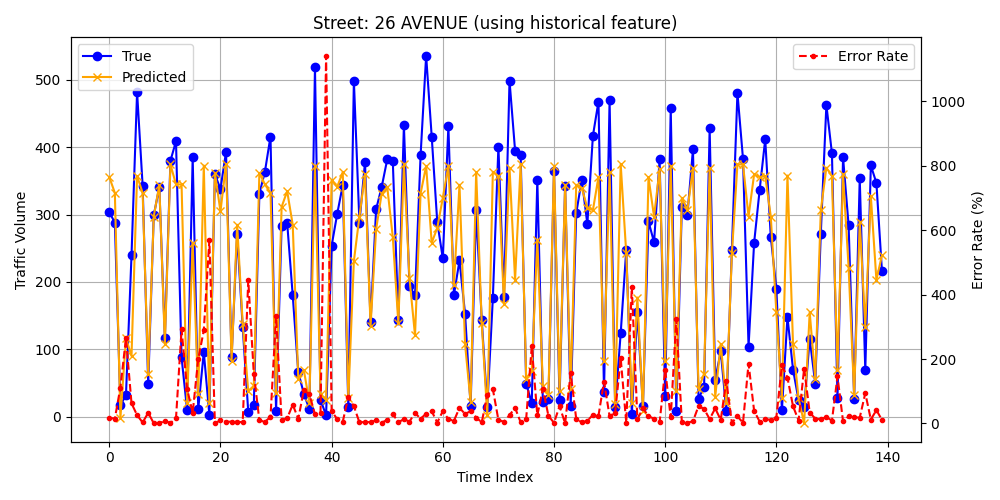 Street: 26 AVENUE (using historical feature)
True
Predicted
Error Rate
500
400
300
200
100
0
1000
800
600
400
200
0
0 20 40 60 80 100 120 140
Traffic Volume
Error Rate (%)
Time Index